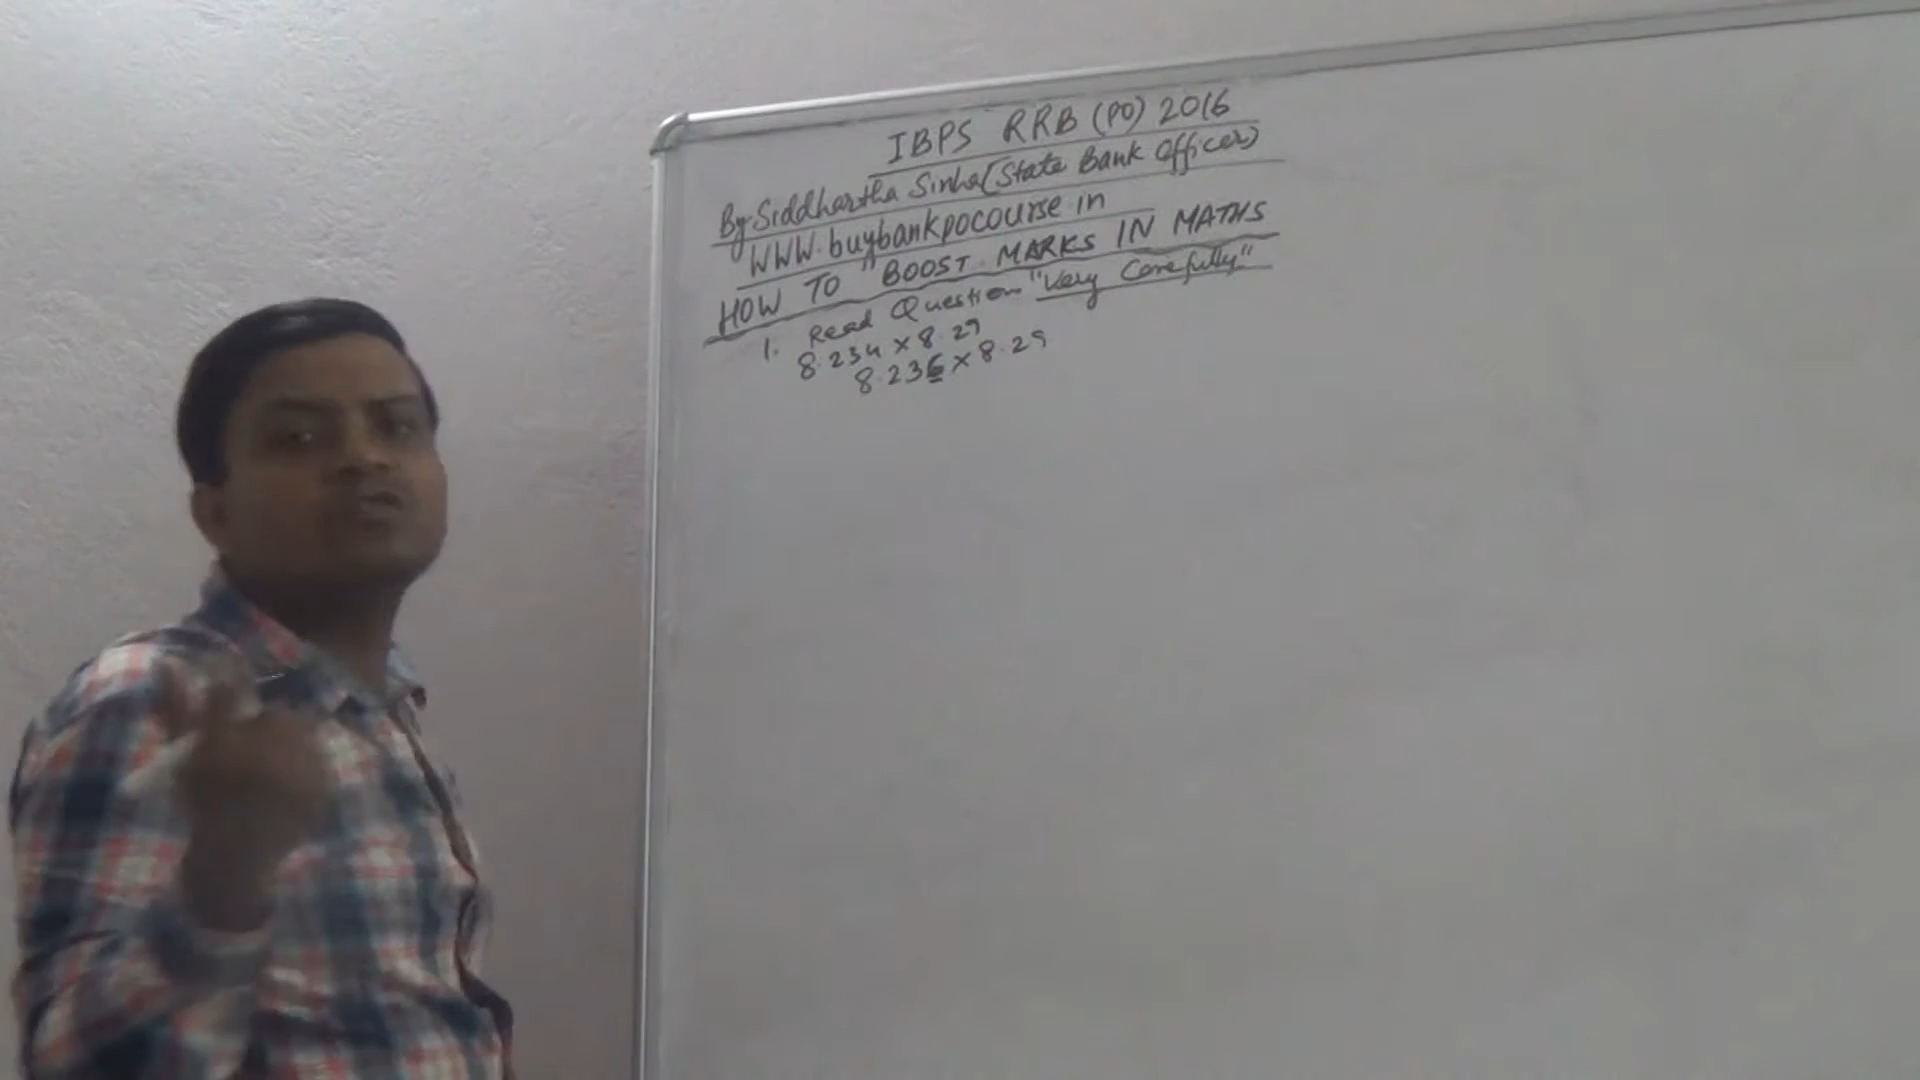 IBPS RRB (PO) 2016
By:Siddhartha Sinha (State Bank Officer)
WWW.buybankpocourse.in
HOW TO "BOOST MARKS IN MATHS
1. Read Question "Very Carefully"
8.234 × 8.29
8.236 × 8.29